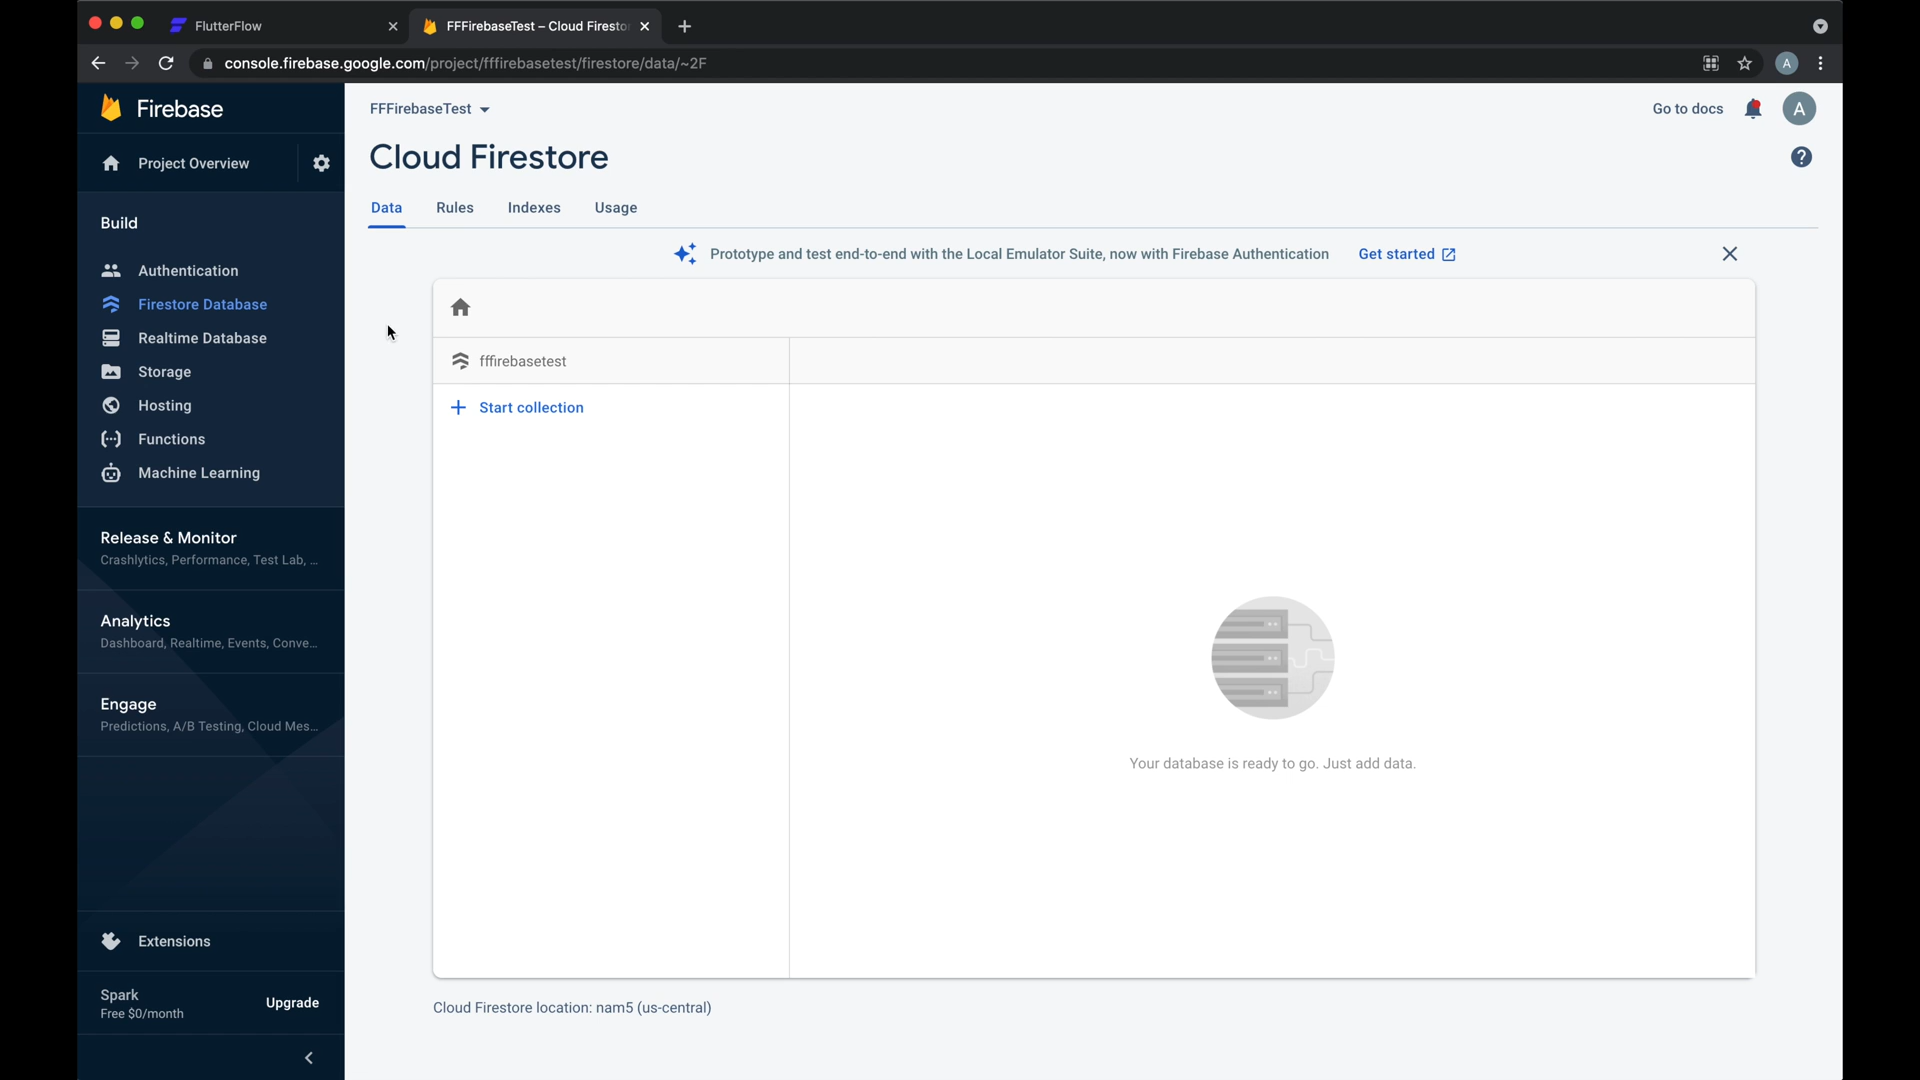 FlutterFlow
FFFirebaseTest – Cloud Firesto
console.firebase.google.com/project/fffirebasetest/firestore/data/~2F
A
Firebase
FFFirebaseTest
Go to docs
A
Project Overview
Cloud Firestore
Data
Rules
Indexes
Usage
Build
Prototype and test end-to-end with the Local Emulator Suite, now with Firebase Authentication
Get started
Authentication
Firestore Database
Realtime Database
Storage
Hosting
Functions
Machine Learning
fffirebasetest
Start collection
Release & Monitor
Crashlytics, Performance, Test Lab, ...
Analytics
Dashboard, Realtime, Events, Conve...
Engage
Predictions, A/B Testing, Cloud Mes...
Your database is ready to go. Just add data.
Extensions
Spark
Free $0/month
Upgrade
Cloud Firestore location: nam5 (us-central)